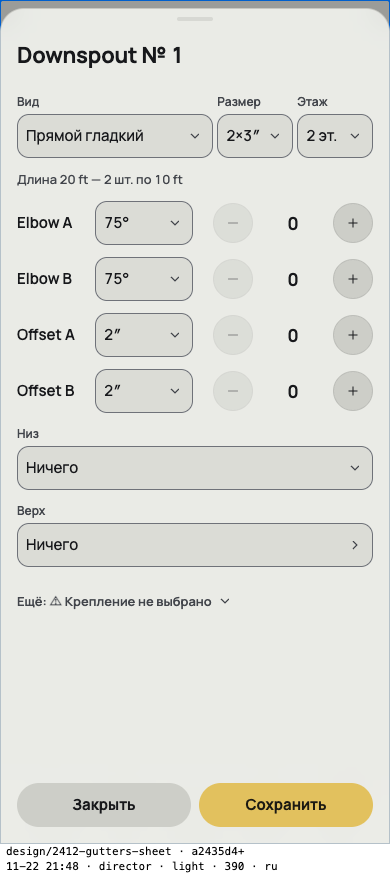 Downspout № 1
Вид Размер Этаж
Прямой гладкий 2×3″ 2 эт.
Длина 20 ft — 2 шт. по 10 ft
Elbow A 75° − 0 +
Elbow B 75° − 0 +
Offset A 2″ − 0 +
Offset B 2″ − 0 +
Низ
Ничего
Верх
Ничего
Ещё: ⚠ Крепление не выбрано
Закрыть Сохранить
design/2412-gutters-sheet · a2435d4+
11-22 21:48 · director · light · 390 · ru